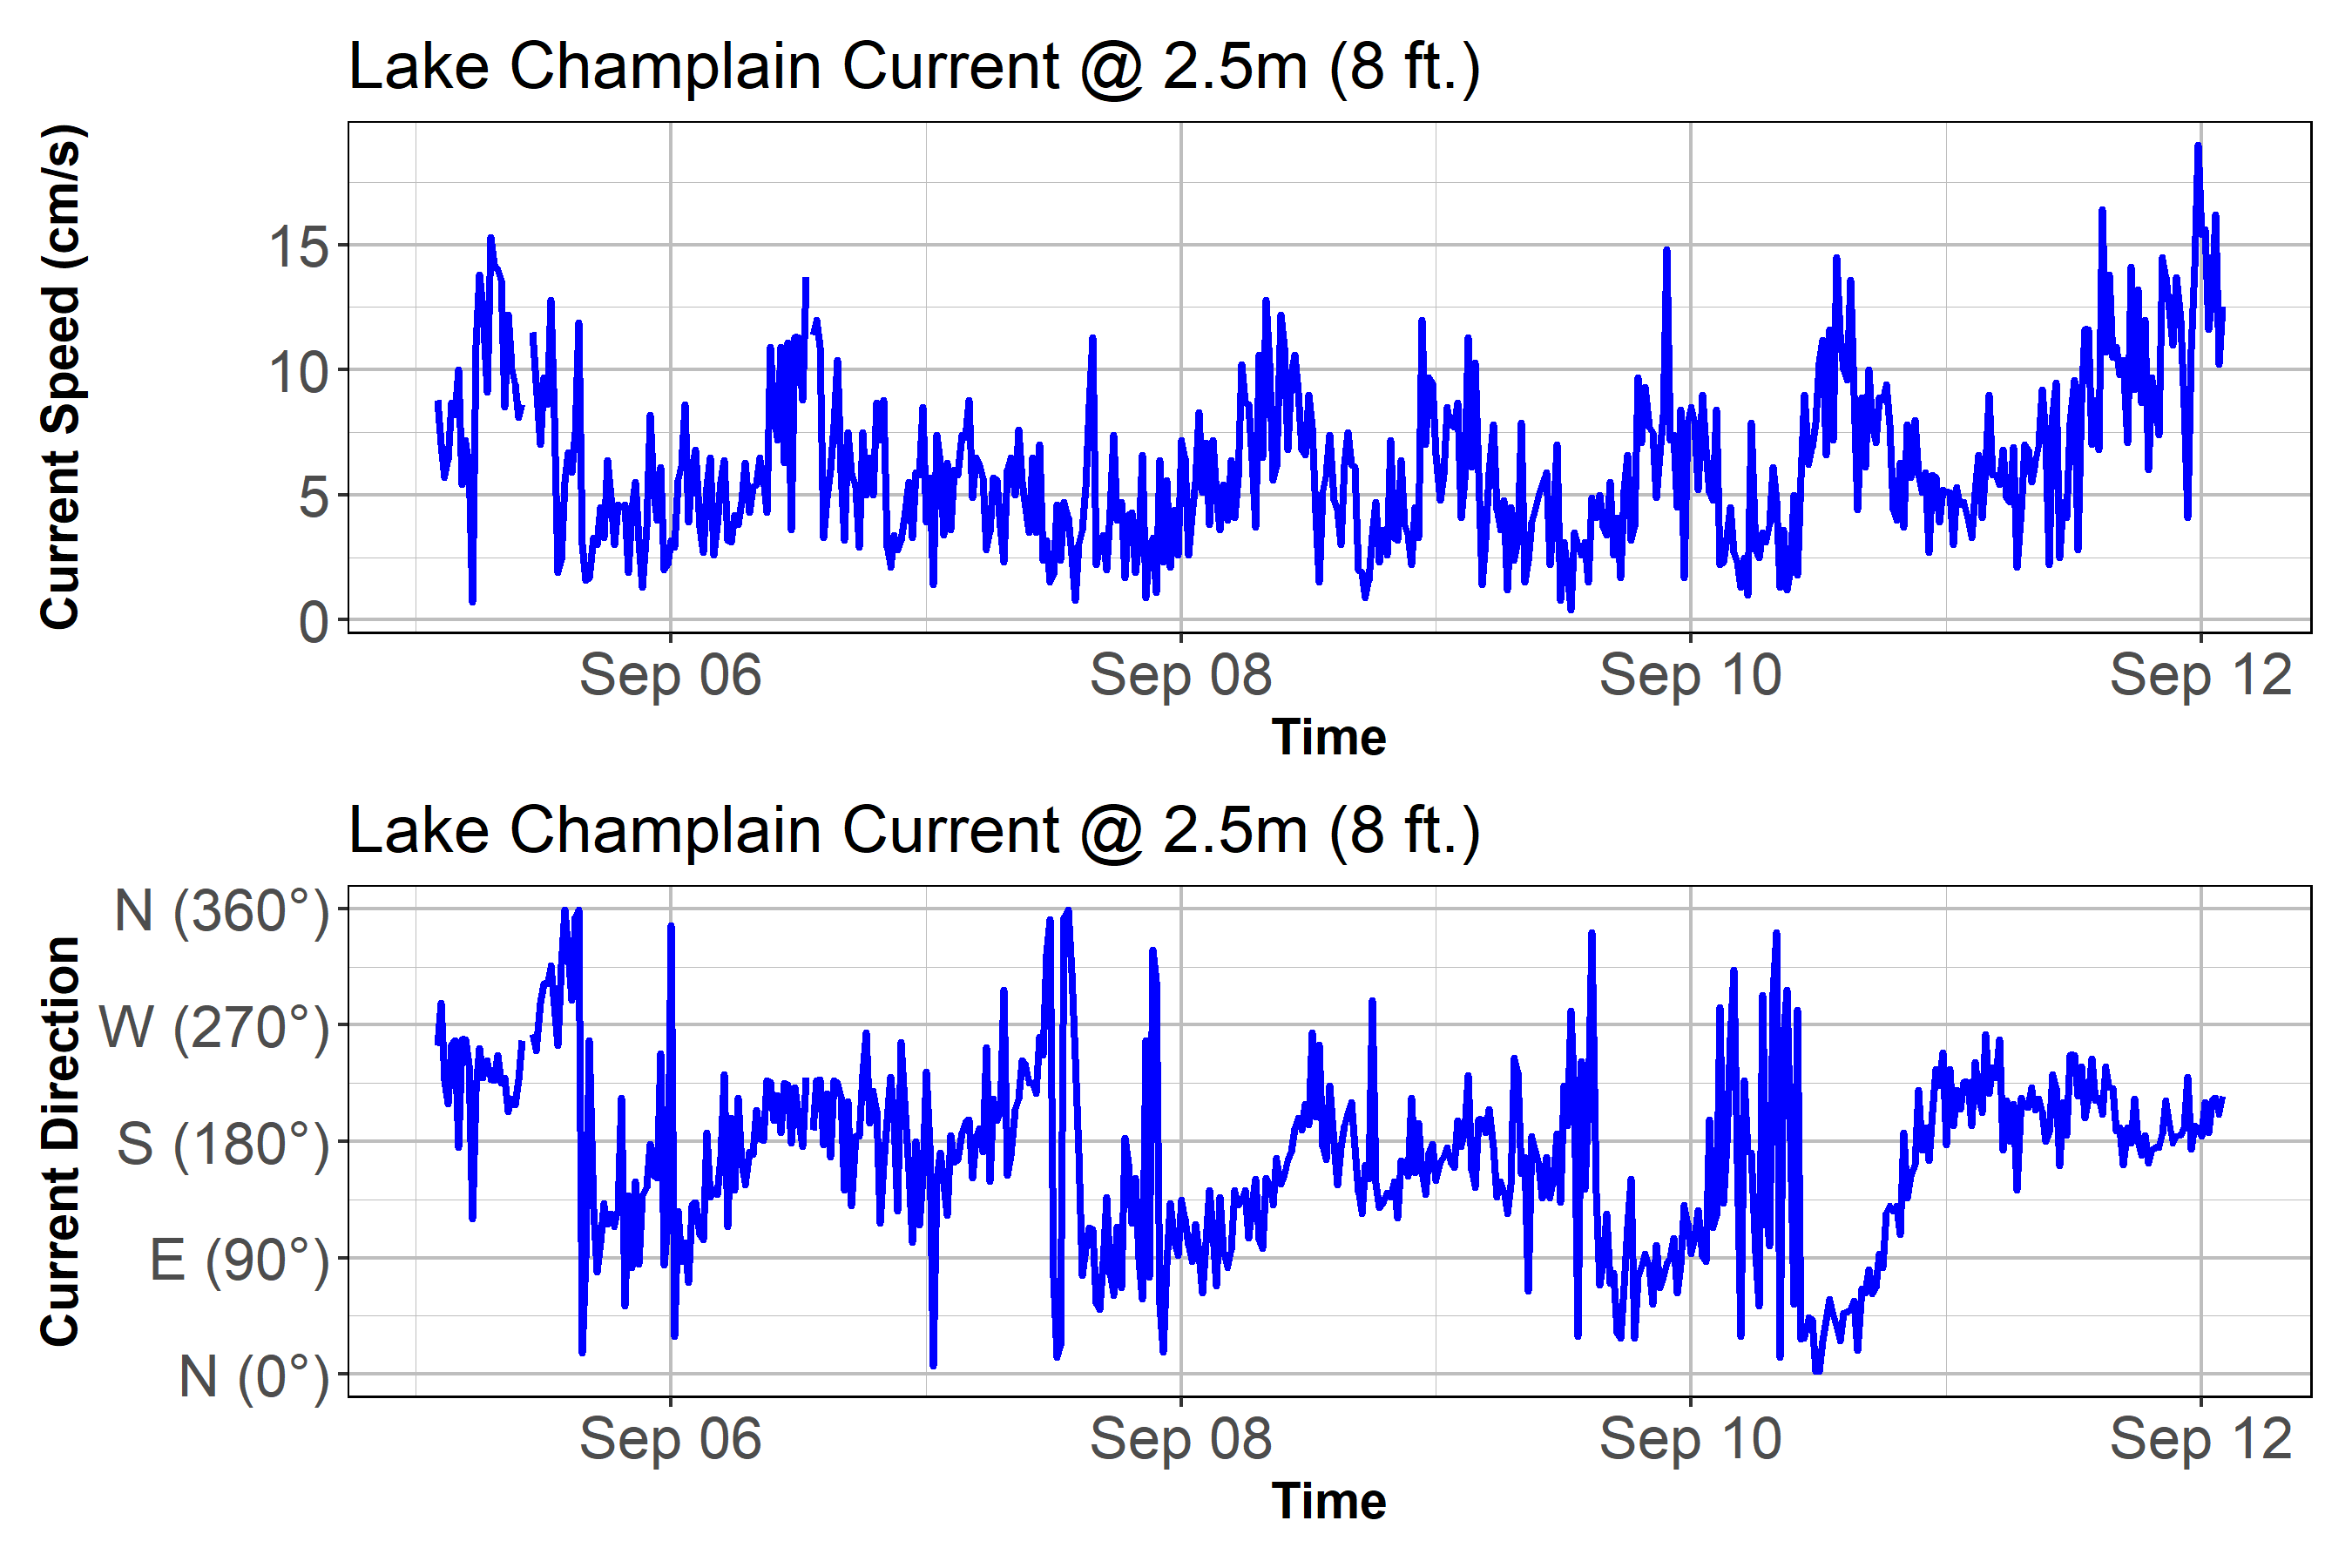 Lake Champlain Current @ 2.5m (8 ft.)
Current Speed (cm/s)
15
10
5
0
Sep 06 Sep 08 Sep 10 Sep 12
Time
Lake Champlain Current @ 2.5m (8 ft.)
Current Direction
N (360°)
W (270°)
S (180°)
E (90°)
N (0°)
Sep 06 Sep 08 Sep 10 Sep 12
Time